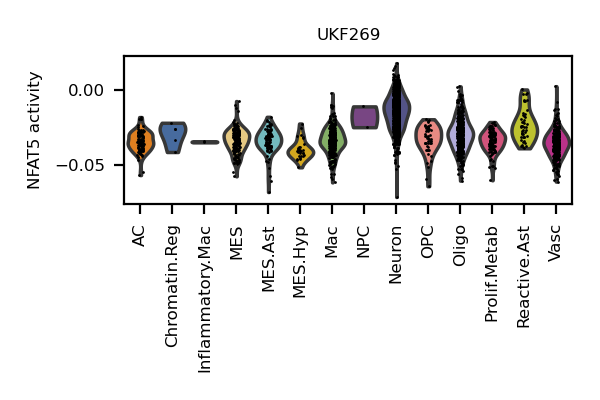 UKF269
NFAT5 activity
0.00
−0.05
AC
Chromatin.Reg
Inflammatory.Mac
MES
MES.Ast
MES.Hyp
Mac
NPC
Neuron
OPC
Oligo
Prolif.Metab
Reactive.Ast
Vasc